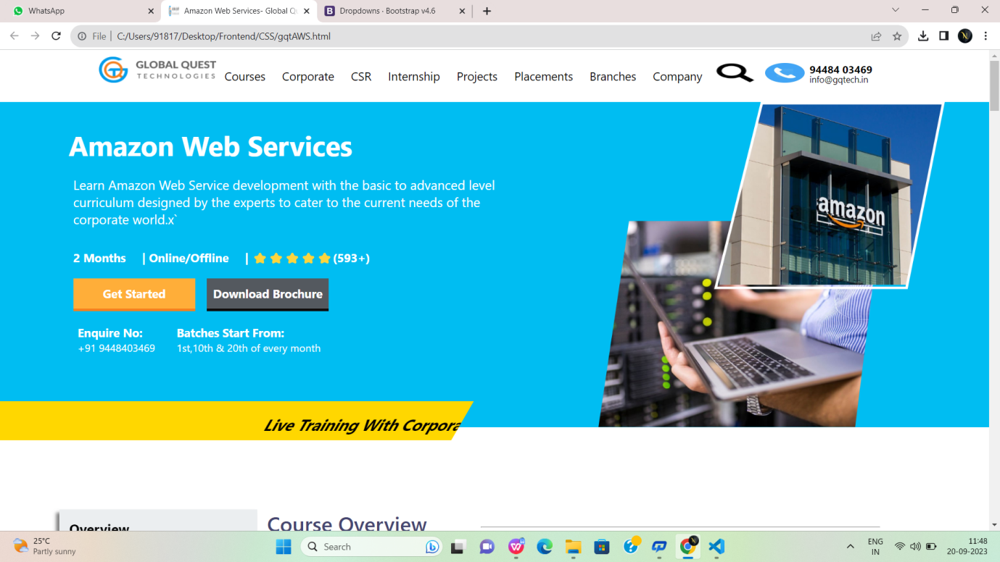 WhatsApp
Amazon Web Services- Global Q
Dropdowns · Bootstrap v4.6
File
C:/Users/91817/Desktop/Frontend/CSS/gqtAWS.html
GLOBAL QUEST
TECHNOLOGIES
Courses
Corporate
CSR
Internship
Projects
Placements
Branches
Company
94484 03469
info@gqtech.in
Amazon Web Services
Learn Amazon Web Service development with the basic to advanced level
curriculum designed by the experts to cater to the current needs of the
corporate world.x`
2 Months | Online/Offline | (593+)
Get Started
Download Brochure
Enquire No:
+91 9448403469
Batches Start From:
1st,10th & 20th of every month
amazon
Live Training With Corpora
Overview
Course Overview
25°C
Partly sunny
Search
ENG
IN
11:48
20-09-2023